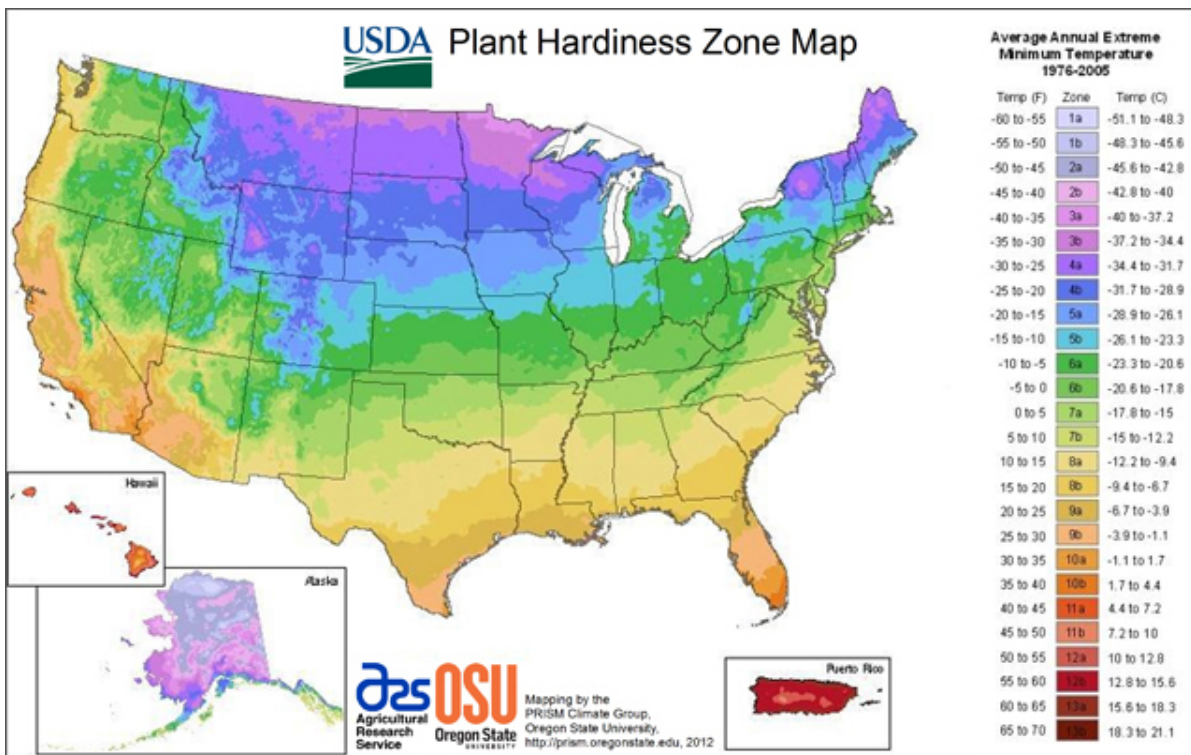 USDA
Plant Hardiness Zone Map
Average Annual Extreme
Minimum Temperature
1976-2005
Temp (F) Zone Temp (C)
-60 to -55 1a -51.1 to -48.3
-55 to -50 1b -48.3 to -45.6
-50 to -45 2a -45.6 to -42.8
-45 to -40 2b -42.8 to -40
-40 to -35 3a -40 to -37.2
-35 to -30 3b -37.2 to -34.4
-30 to -25 4a -34.4 to -31.7
-25 to -20 4b -31.7 to -28.9
-20 to -15 5a -28.9 to -26.1
-15 to -10 5b -26.1 to -23.3
-10 to -5 6a -23.3 to -20.6
-5 to 0 6b -20.6 to -17.8
0 to 5 7a -17.8 to -15
5 to 10 7b -15 to -12.2
10 to 15 8a -12.2 to -9.4
15 to 20 8b -9.4 to -6.7
20 to 25 9a -6.7 to -3.9
25 to 30 9b -3.9 to -1.1
30 to 35 10a -1.1 to 1.7
35 to 40 10b 1.7 to 4.4
40 to 45 11a 4.4 to 7.2
45 to 50 11b 7.2 to 10
50 to 55 12a 10 to 12.8
55 to 60 12b 12.8 to 15.6
60 to 65 13a 15.6 to 18.3
65 to 70 13b 18.3 to 21.1
Hawaii
Alaska
Puerto Rico
ars
Agricultural
Research
Service
OSU
Oregon State
UNIVERSITY
Mapping by the
PRISM Climate Group,
Oregon State University,
http://prism.oregonstate.edu, 2012